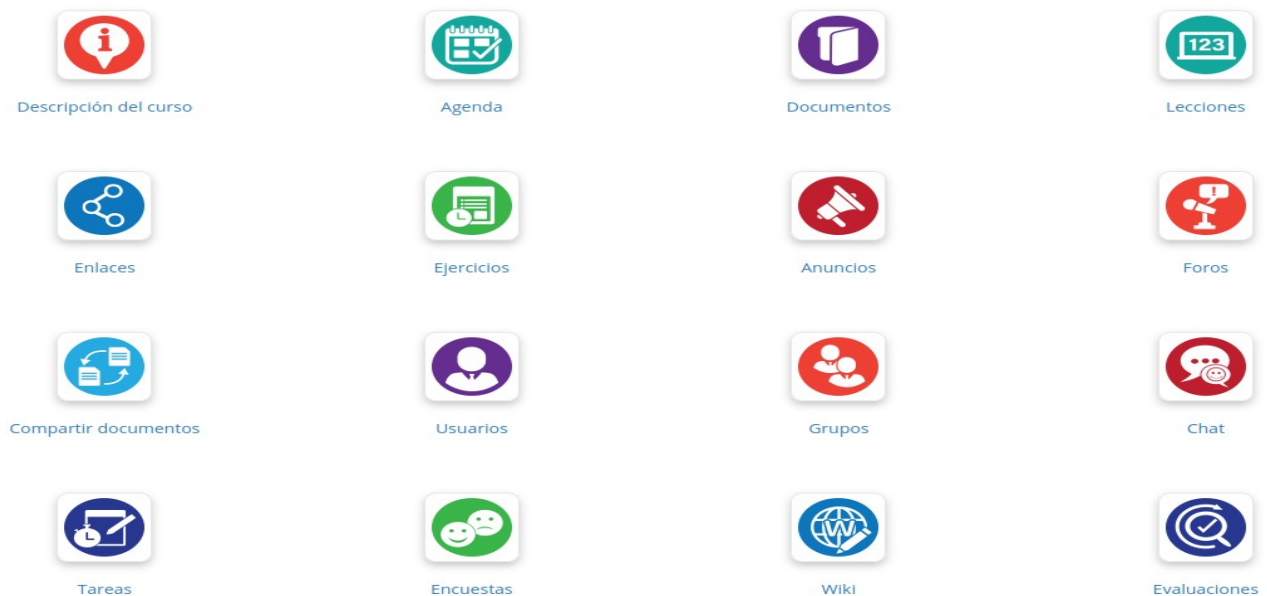 Descripción del curso
Agenda
Documentos
123
Lecciones
Enlaces
Ejercicios
Anuncios
Foros
Compartir documentos
Usuarios
Grupos
Chat
W
Tareas
Encuestas
Wiki
Evaluaciones